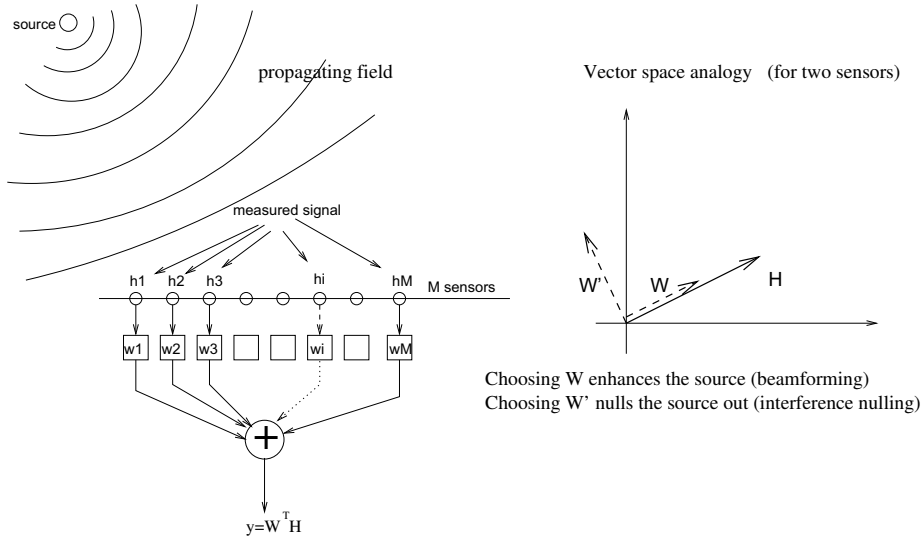 source
propagating field
measured signal
h1 h2 h3 hi hM
M sensors
w1 w2 w3 wi wM
+
y=W^T H
Vector space analogy (for two sensors)
W' W H
Choosing W enhances the source (beamforming)
Choosing W' nulls the source out (interference nulling)